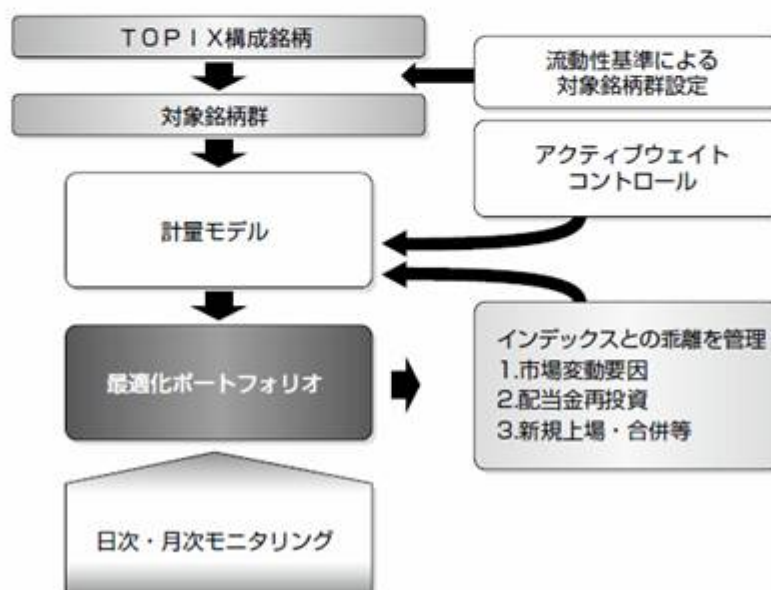 TOPIX構成銘柄
流動性基準による
対象銘柄群設定
対象銘柄群
アクティブウェイト
コントロール
計量モデル
最適化ポートフォリオ
インデックスとの乖離を管理
1.市場変動要因
2.配当金再投資
3.新規上場・合併等
日次・月次モニタリング